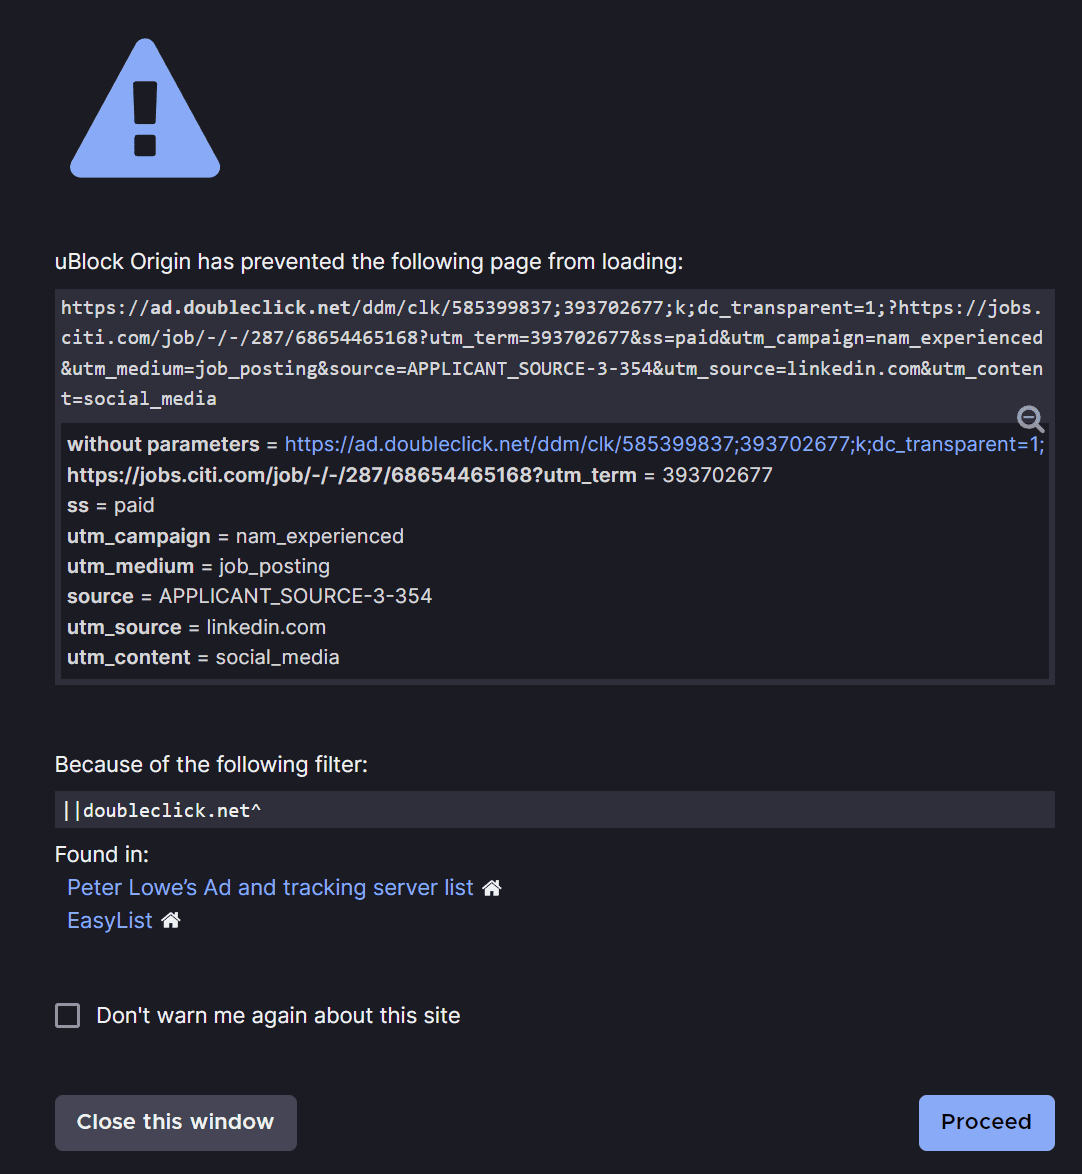 uBlock Origin has prevented the following page from loading:
https://ad.doubleclick.net/ddm/clk/585399837;393702677;k;dc_transparent=1;?https://jobs.
citi.com/job/-/-/287/68654465168?utm_term=393702677&ss=paid&utm_campaign=nam_experienced
&utm_medium=job_posting&source=APPLICANT_SOURCE-3-354&utm_source=linkedin.com&utm_conten
t=social_media
without parameters = https://ad.doubleclick.net/ddm/clk/585399837;393702677;k;dc_transparent=1;
https://jobs.citi.com/job/-/-/287/68654465168?utm_term = 393702677
ss = paid
utm_campaign = nam_experienced
utm_medium = job_posting
source = APPLICANT_SOURCE-3-354
utm_source = linkedin.com
utm_content = social_media
Because of the following filter:
||doubleclick.net^
Found in:
Peter Lowe’s Ad and tracking server list
EasyList
Don't warn me again about this site
Close this window
Proceed